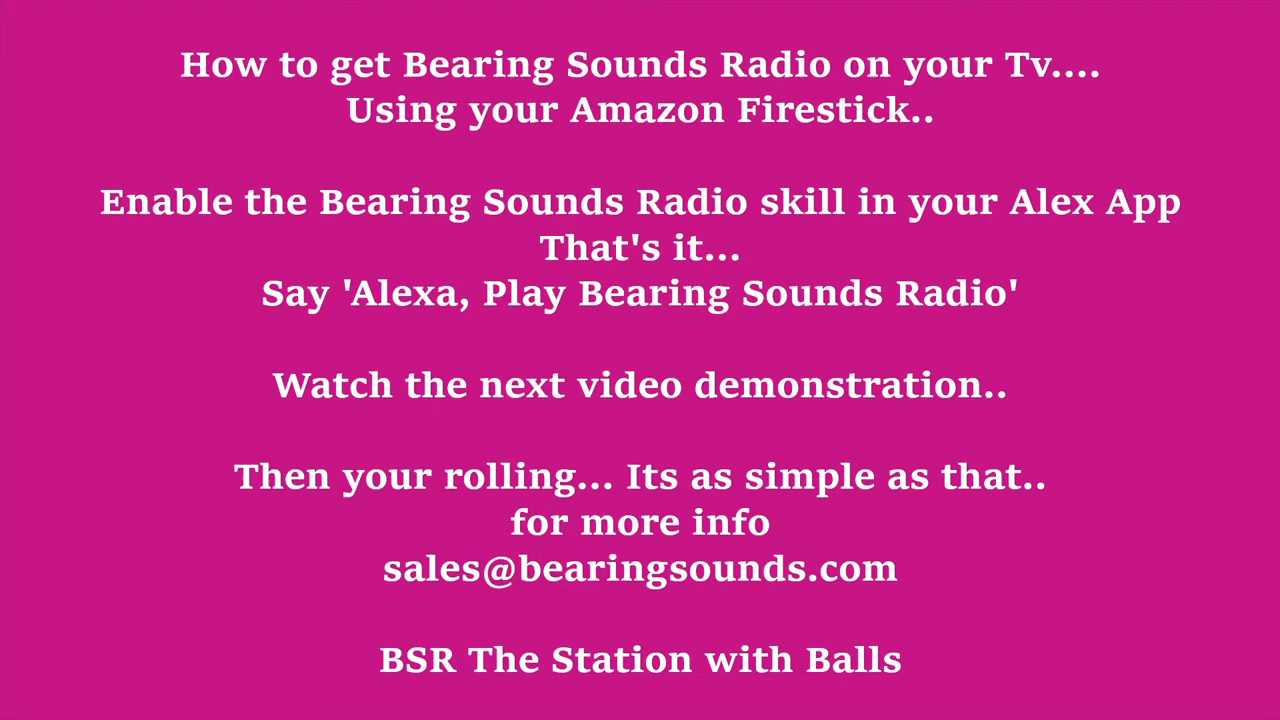 How to get Bearing Sounds Radio on your Tv....
Using your Amazon Firestick..
Enable the Bearing Sounds Radio skill in your Alex App
That's it...
Say 'Alexa, Play Bearing Sounds Radio'
Watch the next video demonstration..
Then your rolling... Its as simple as that..
for more info
sales@bearingsounds.com
BSR The Station with Balls